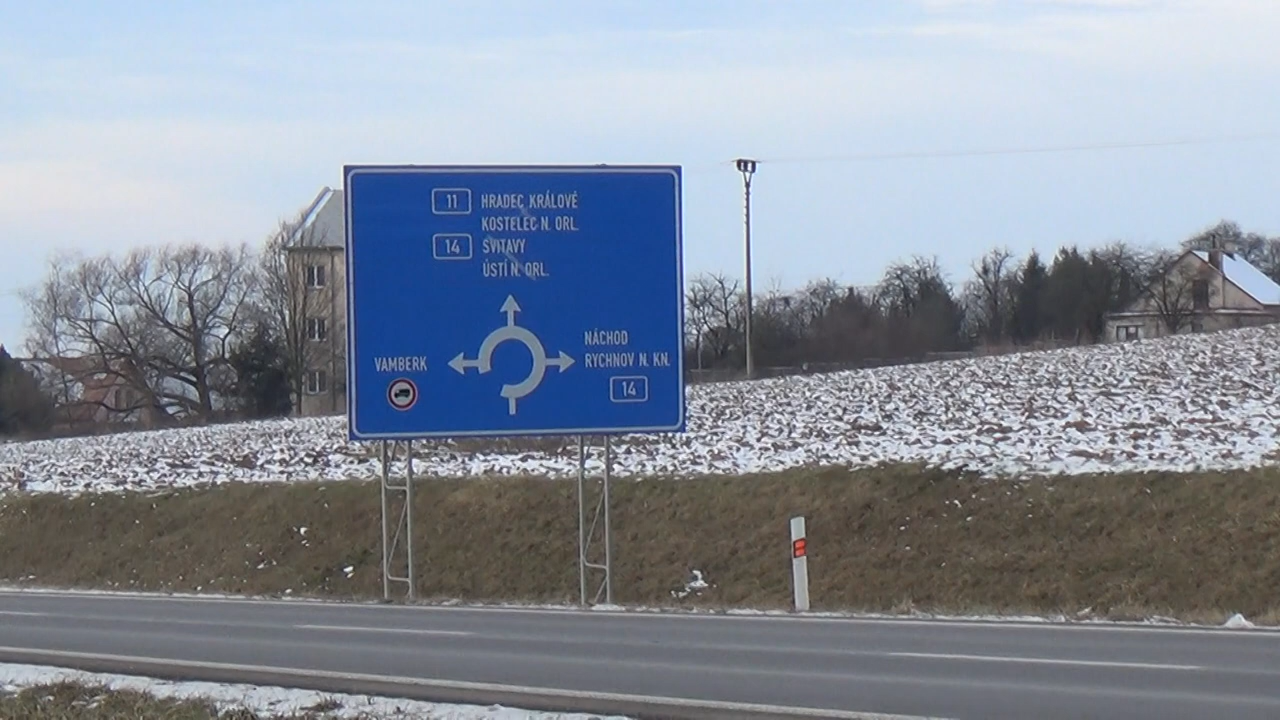 11 HRADEC KRÁLOVÉ
KOSTELEC N. ORL.
14 SVITAVY
ÚSTÍ N. ORL.
NÁCHOD
RYCHNOV N. KN.
14
VAMBERK